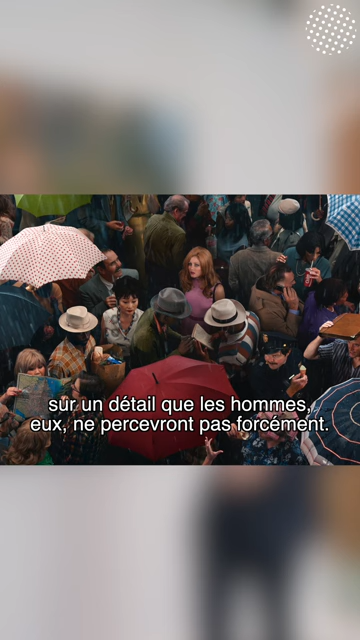 sur un détail que les hommes,
eux, ne percevront pas forcément.